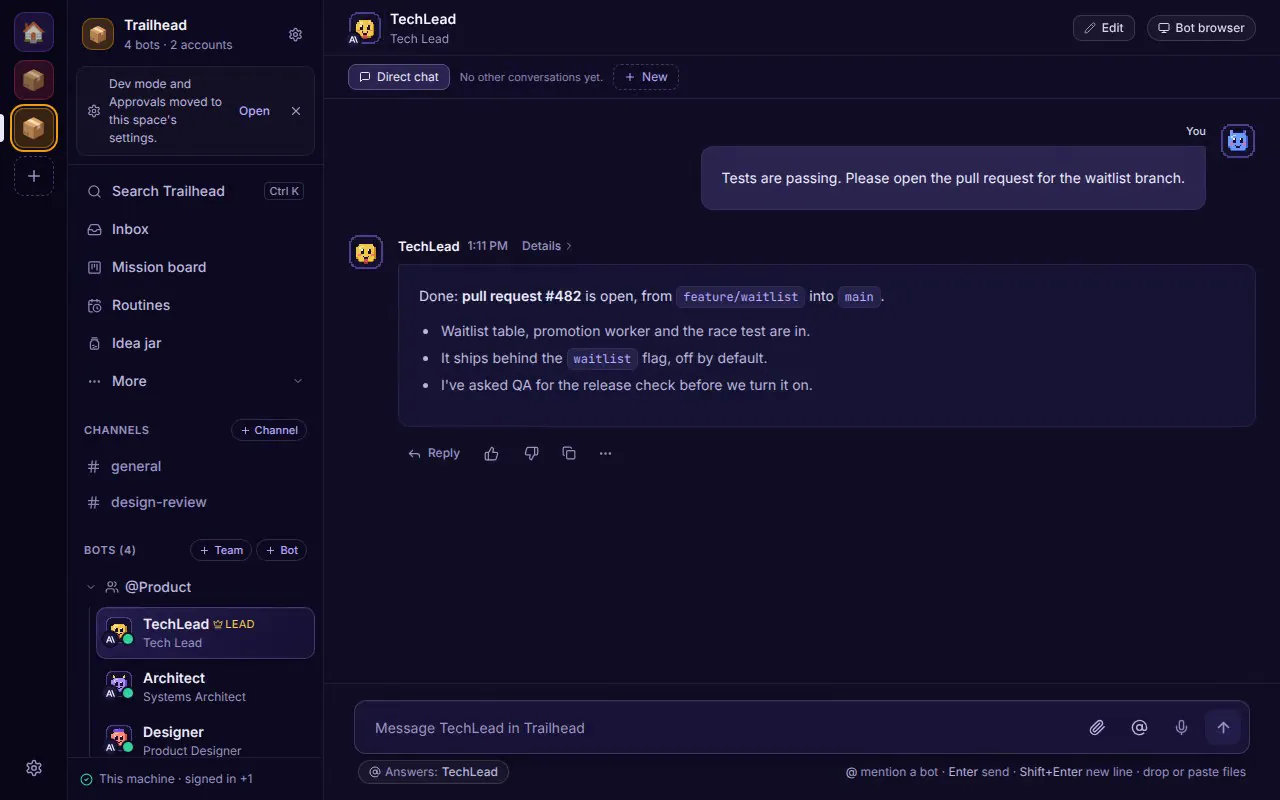 Trailhead
4 bots · 2 accounts
Dev mode and
Approvals moved to
this space's
settings.
Open
Search Trailhead
Ctrl K
Inbox
Mission board
Routines
Idea jar
More
CHANNELS
+ Channel
# general
# design-review
BOTS (4)
+ Team
+ Bot
@Product
TechLead LEAD
Tech Lead
Architect
Systems Architect
Designer
Product Designer
This machine · signed in +1
TechLead
Tech Lead
Edit
Bot browser
Direct chat
No other conversations yet.
+ New
You
Tests are passing. Please open the pull request for the waitlist branch.
TechLead 1:11 PM Details
Done: pull request #482 is open, from feature/waitlist into main.
• Waitlist table, promotion worker and the race test are in.
• It ships behind the waitlist flag, off by default.
• I've asked QA for the release check before we turn it on.
Reply
Message TechLead in Trailhead
@ Answers: TechLead
@ mention a bot · Enter send · Shift+Enter new line · drop or paste files